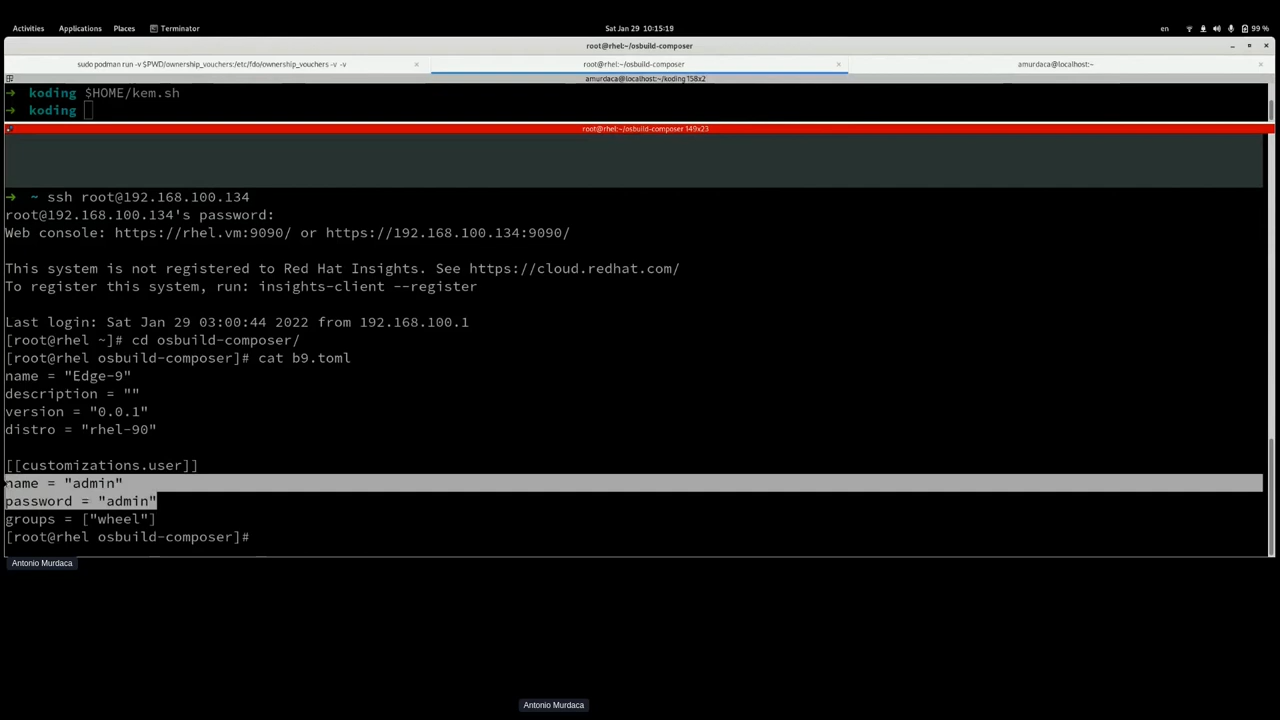 Activities Applications Places Terminator Sat Jan 29 10:15:19 en 99 %
root@rhel:~/osbuild-composer
sudo podman run -v $PWD/ownership_vouchers:/etc/fdo/ownership_vouchers -v -v × root@rhel:~/osbuild-composer × amurdaca@localhost:~ ×
amurdaca@localhost:~/koding 158x2
→ koding $HOME/kem.sh
→ koding
root@rhel:~/osbuild-composer 149x23
→ ~ ssh root@192.168.100.134
root@192.168.100.134's password:
Web console: https://rhel.vm:9090/ or https://192.168.100.134:9090/
This system is not registered to Red Hat Insights. See https://cloud.redhat.com/
To register this system, run: insights-client --register
Last login: Sat Jan 29 03:00:44 2022 from 192.168.100.1
[root@rhel ~]# cd osbuild-composer/
[root@rhel osbuild-composer]# cat b9.toml
name = "Edge-9"
description = ""
version = "0.0.1"
distro = "rhel-90"
[[customizations.user]]
name = "admin"
password = "admin"
groups = ["wheel"]
[root@rhel osbuild-composer]#
Antonio Murdaca
Antonio Murdaca